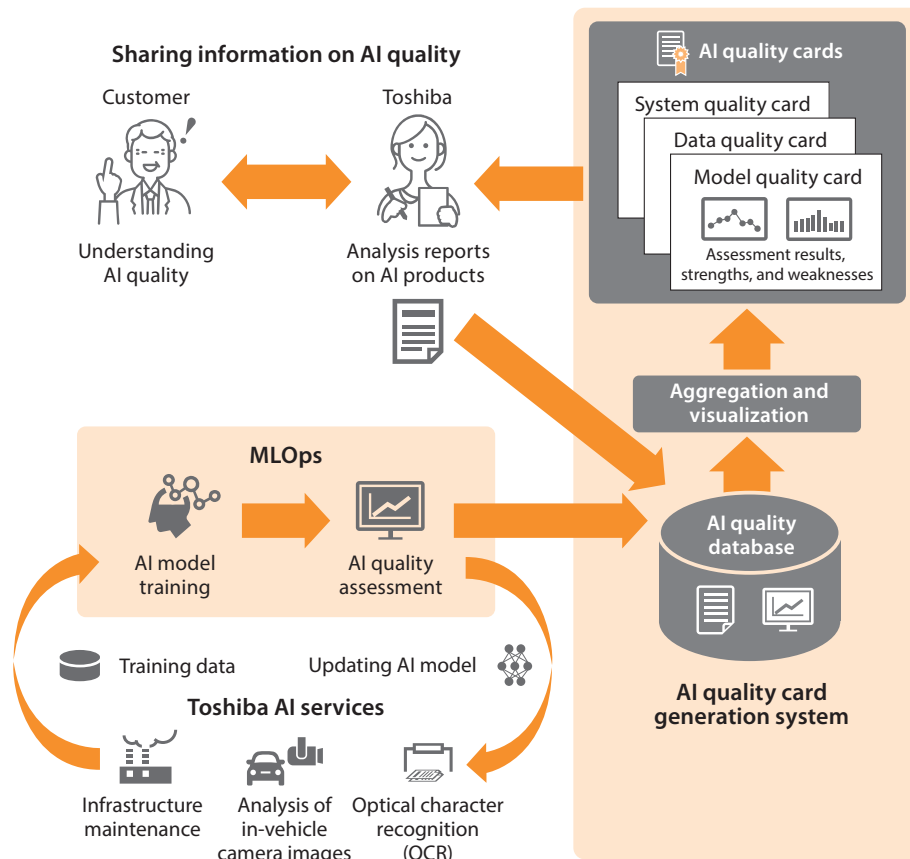 Sharing information on AI quality
Customer
Toshiba
Understanding
AI quality
Analysis reports
on AI products
AI quality cards
System quality card
Data quality card
Model quality card
Assessment results,
strengths, and weaknesses
Aggregation and
visualization
AI quality
database
AI quality card
generation system
MLOps
AI model
training
AI quality
assessment
Training data
Updating AI model
Toshiba AI services
Infrastructure
maintenance
Analysis of
in-vehicle
camera images
Optical character
recognition
(OCR)